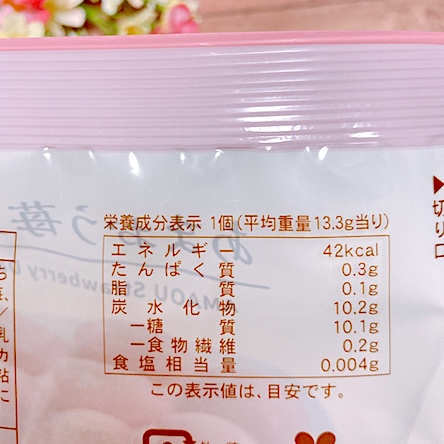 栄養成分表示 1個(平均重量13.3g当り)
エネルギー 42kcal
たんぱく質 0.3g
脂質 0.1g
炭水化物 10.2g
―糖質 10.1g
―食物繊維 0.2g
食塩相当量 0.004g
この表示値は、目安です。
切り口